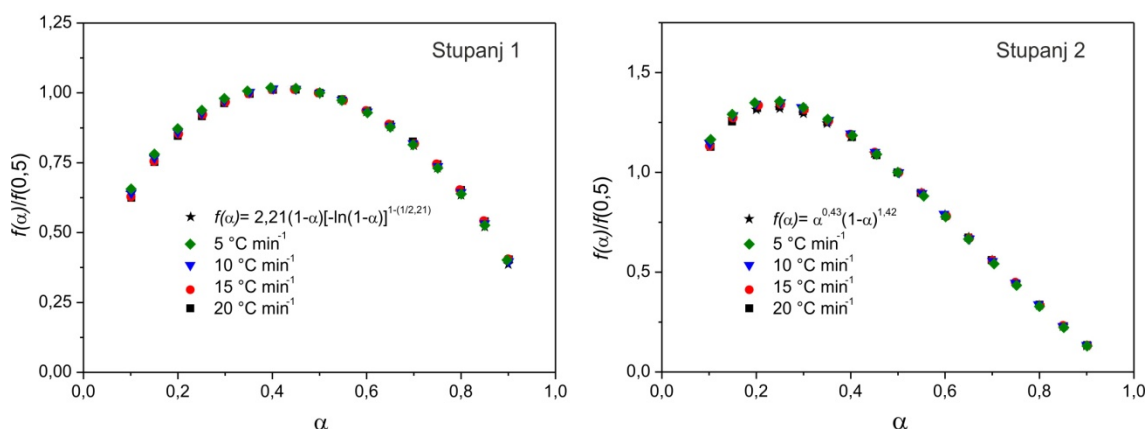 Stupanj 1
f(α)/f(0,5)
1,25
1,00
0,75
0,50
0,25
0,00
f(α)= 2,21(1-α)[-ln(1-α)]^1-(1/2,21)
5 °C min^-1
10 °C min^-1
15 °C min^-1
20 °C min^-1
0,0 0,2 0,4 0,6 0,8 1,0
α
Stupanj 2
f(α)/f(0,5)
1,5
1,0
0,5
0,0
f(α)= α^0,43(1-α)^1,42
5 °C min^-1
10 °C min^-1
15 °C min^-1
20 °C min^-1
0,0 0,2 0,4 0,6 0,8 1,0
α